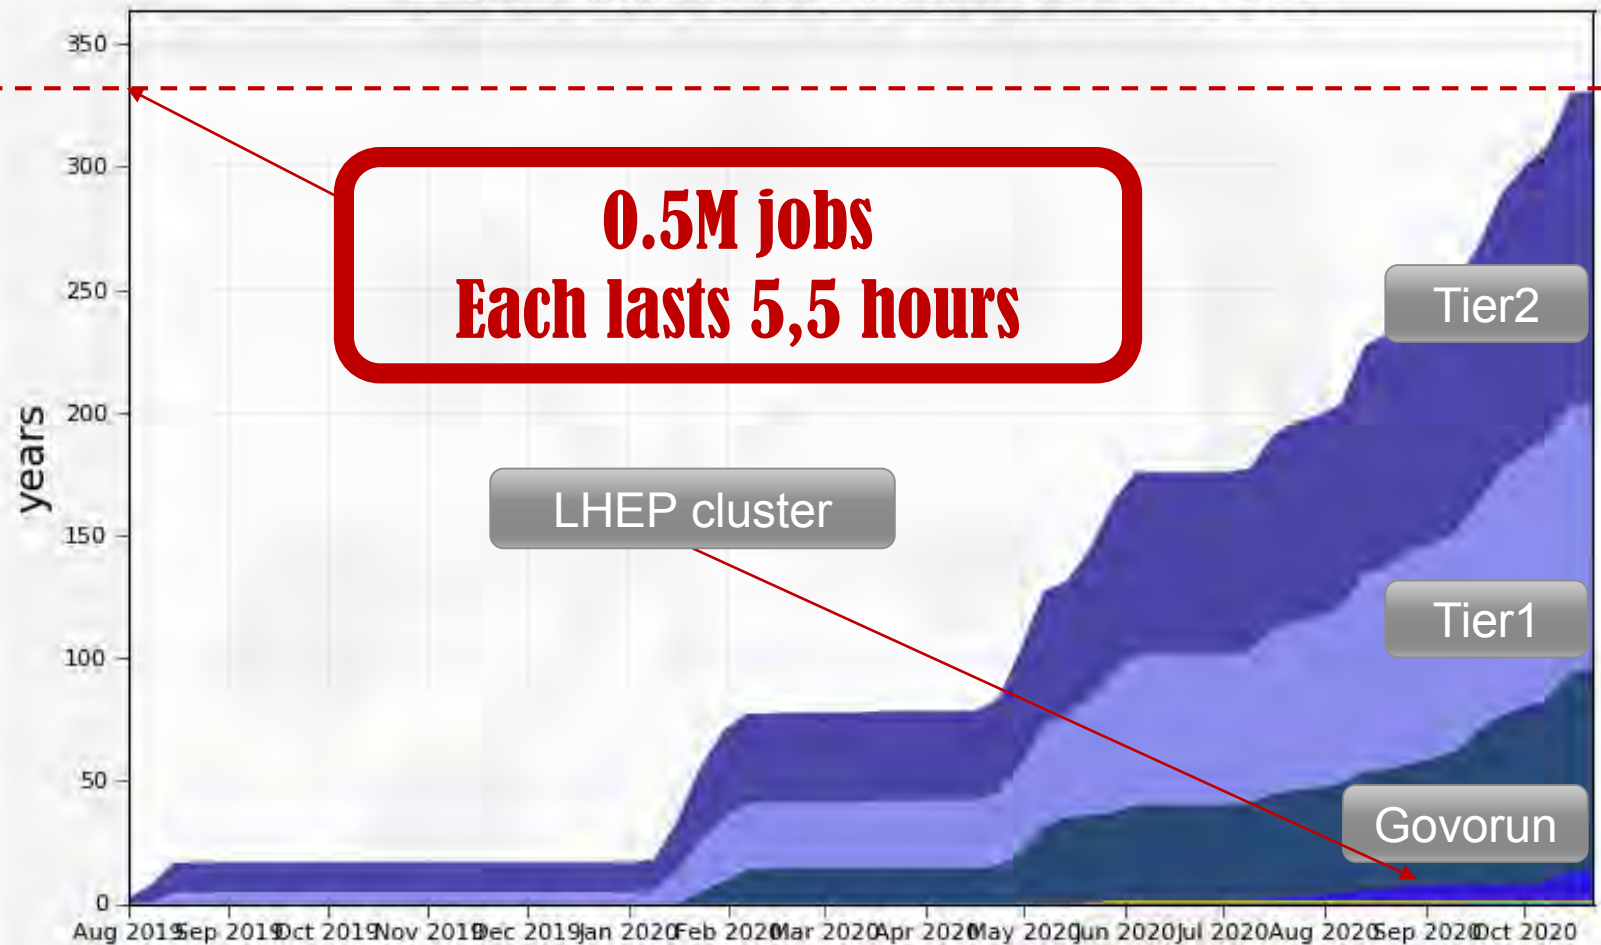 350
300
250
200
150
100
50
0
years
0.5M jobs
Each lasts 5,5 hours
Tier2
LHEP cluster
Tier1
Govorun
Aug 2019 Sep 2019 Oct 2019 Nov 2019 Dec 2019 Jan 2020 Feb 2020 Mar 2020 Apr 2020 May 2020 Jun 2020 Jul 2020 Aug 2020 Sep 2020 Oct 2020